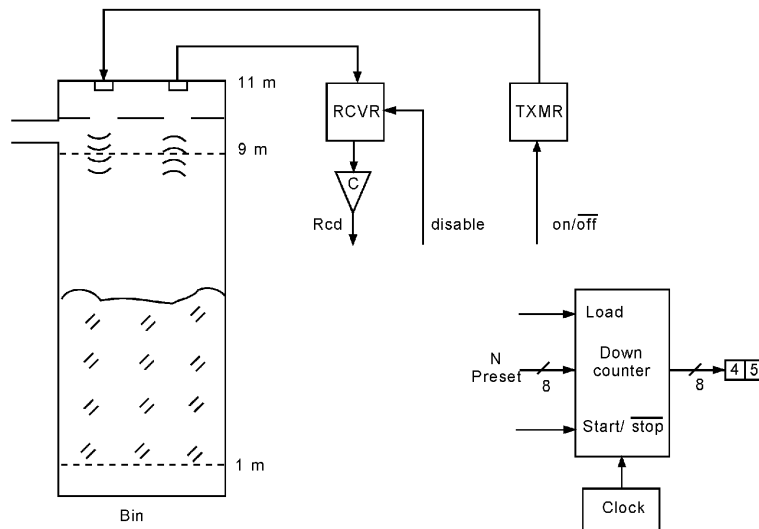 11 m
RCVR
TXMR
9 m
C
Rcd
disable
on/off
Load
N
Preset
8
Down
counter
8
4 5
Start/ stop
1 m
Clock
Bin